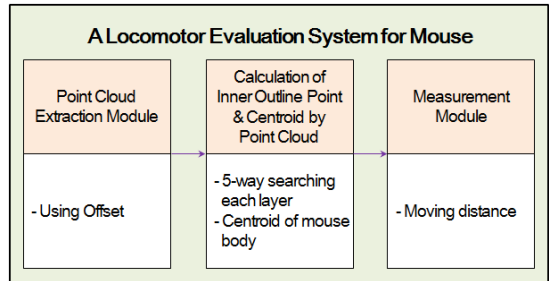 A Locomotor Evaluation System for Mouse
Point Cloud
Extraction Module
- Using Offset
Calculation of
Inner Outline Point
& Centroid by
Point Cloud
- 5-way searching
each layer
- Centroid of mouse
body
Measurement
Module
- Moving distance